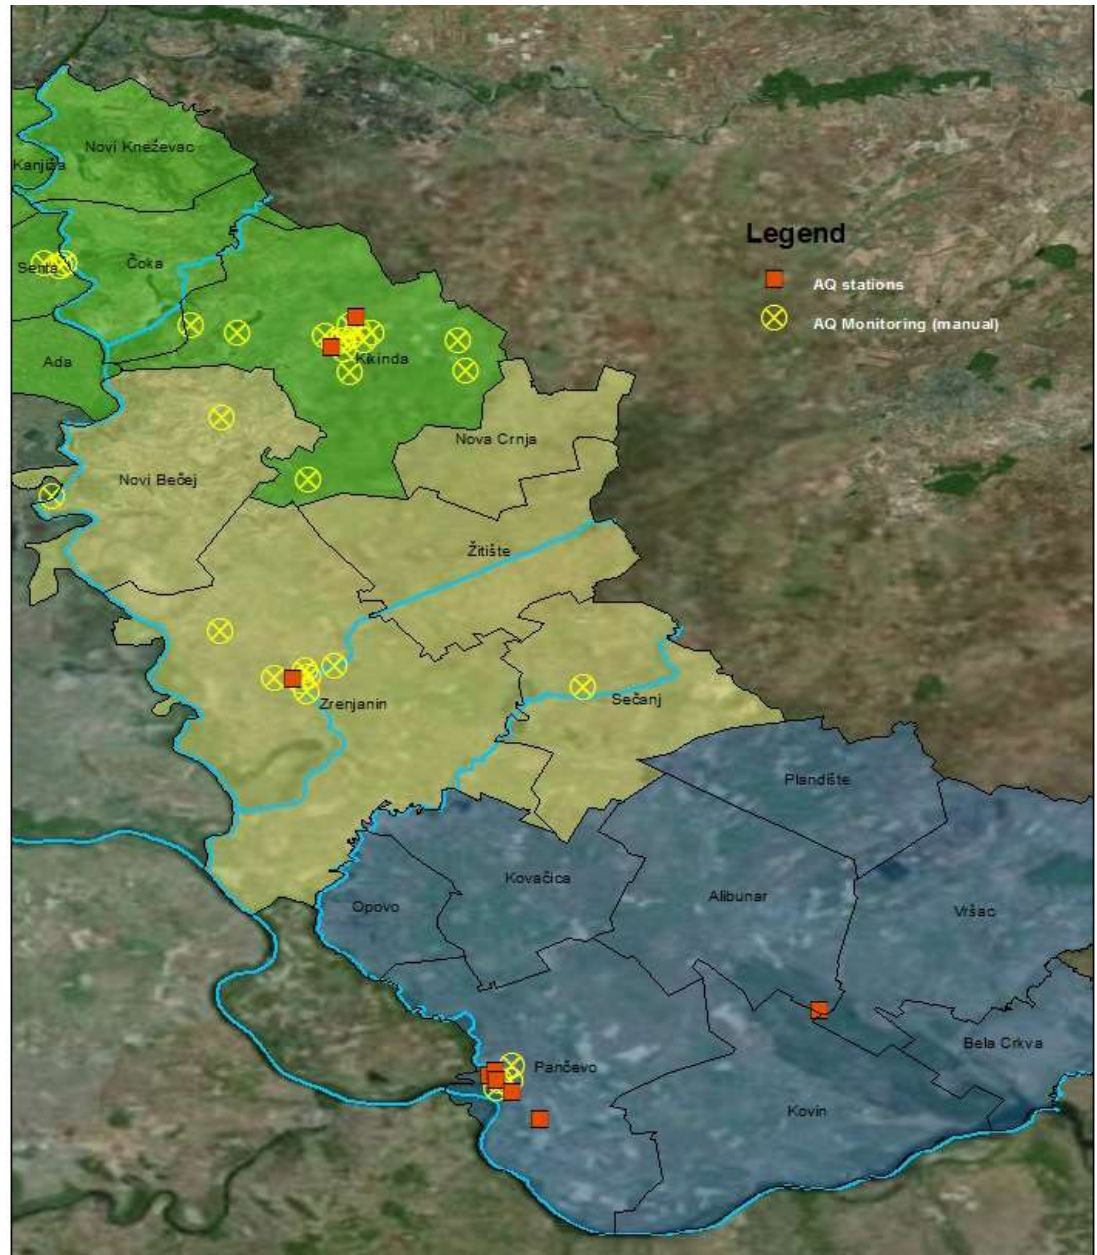 Novi Kneževac
Kanjiža
Legend
Senta
Čoka
AQ stations
AQ Monitoring (manual)
Ada
Kikinda
Nova Crnja
Novi Bečej
Žitište
Zrenjanin
Sečanj
Plandište
Kovačica
Opovo
Alibunar
Vršac
Bela Crkva
Pančevo
Kovin